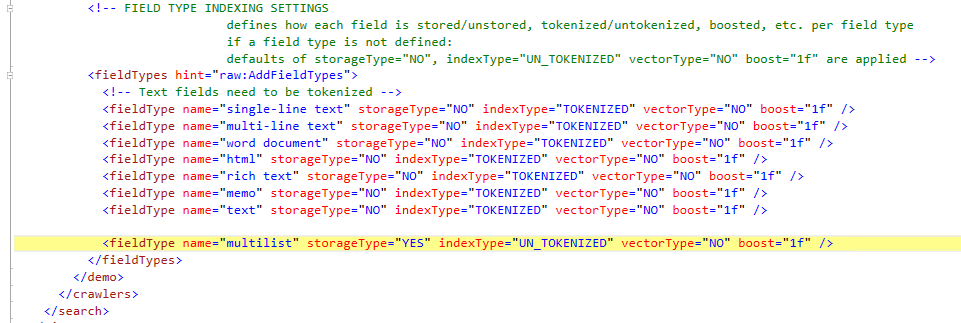 <!-- FIELD TYPE INDEXING SETTINGS
defines how each field is stored/unstored, tokenized/untokenized, boosted, etc. per field type
if a field type is not defined:
defaults of storageType="NO", indexType="UN_TOKENIZED" vectorType="NO" boost="1f" are applied -->
<fieldTypes hint="raw:AddFieldTypes">
<!-- Text fields need to be tokenized -->
<fieldType name="single-line text" storageType="NO" indexType="TOKENIZED" vectorType="NO" boost="1f" />
<fieldType name="multi-line text" storageType="NO" indexType="TOKENIZED" vectorType="NO" boost="1f" />
<fieldType name="word document" storageType="NO" indexType="TOKENIZED" vectorType="NO" boost="1f" />
<fieldType name="html" storageType="NO" indexType="TOKENIZED" vectorType="NO" boost="1f" />
<fieldType name="rich text" storageType="NO" indexType="TOKENIZED" vectorType="NO" boost="1f" />
<fieldType name="memo" storageType="NO" indexType="TOKENIZED" vectorType="NO" boost="1f" />
<fieldType name="text" storageType="NO" indexType="TOKENIZED" vectorType="NO" boost="1f" />
<fieldType name="multilist" storageType="YES" indexType="UN_TOKENIZED" vectorType="NO" boost="1f" />
</fieldTypes>
</demo>
</crawlers>
</search>